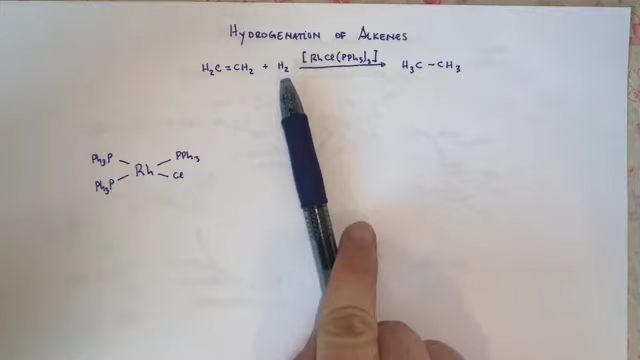 HYDROGENATION OF ALKENES
H₂C=CH₂ + H₂ [RhCl(PPh₃)₃] → H₃C-CH₃
Ph₃P PPh₃
Rh
Ph₃P Cl